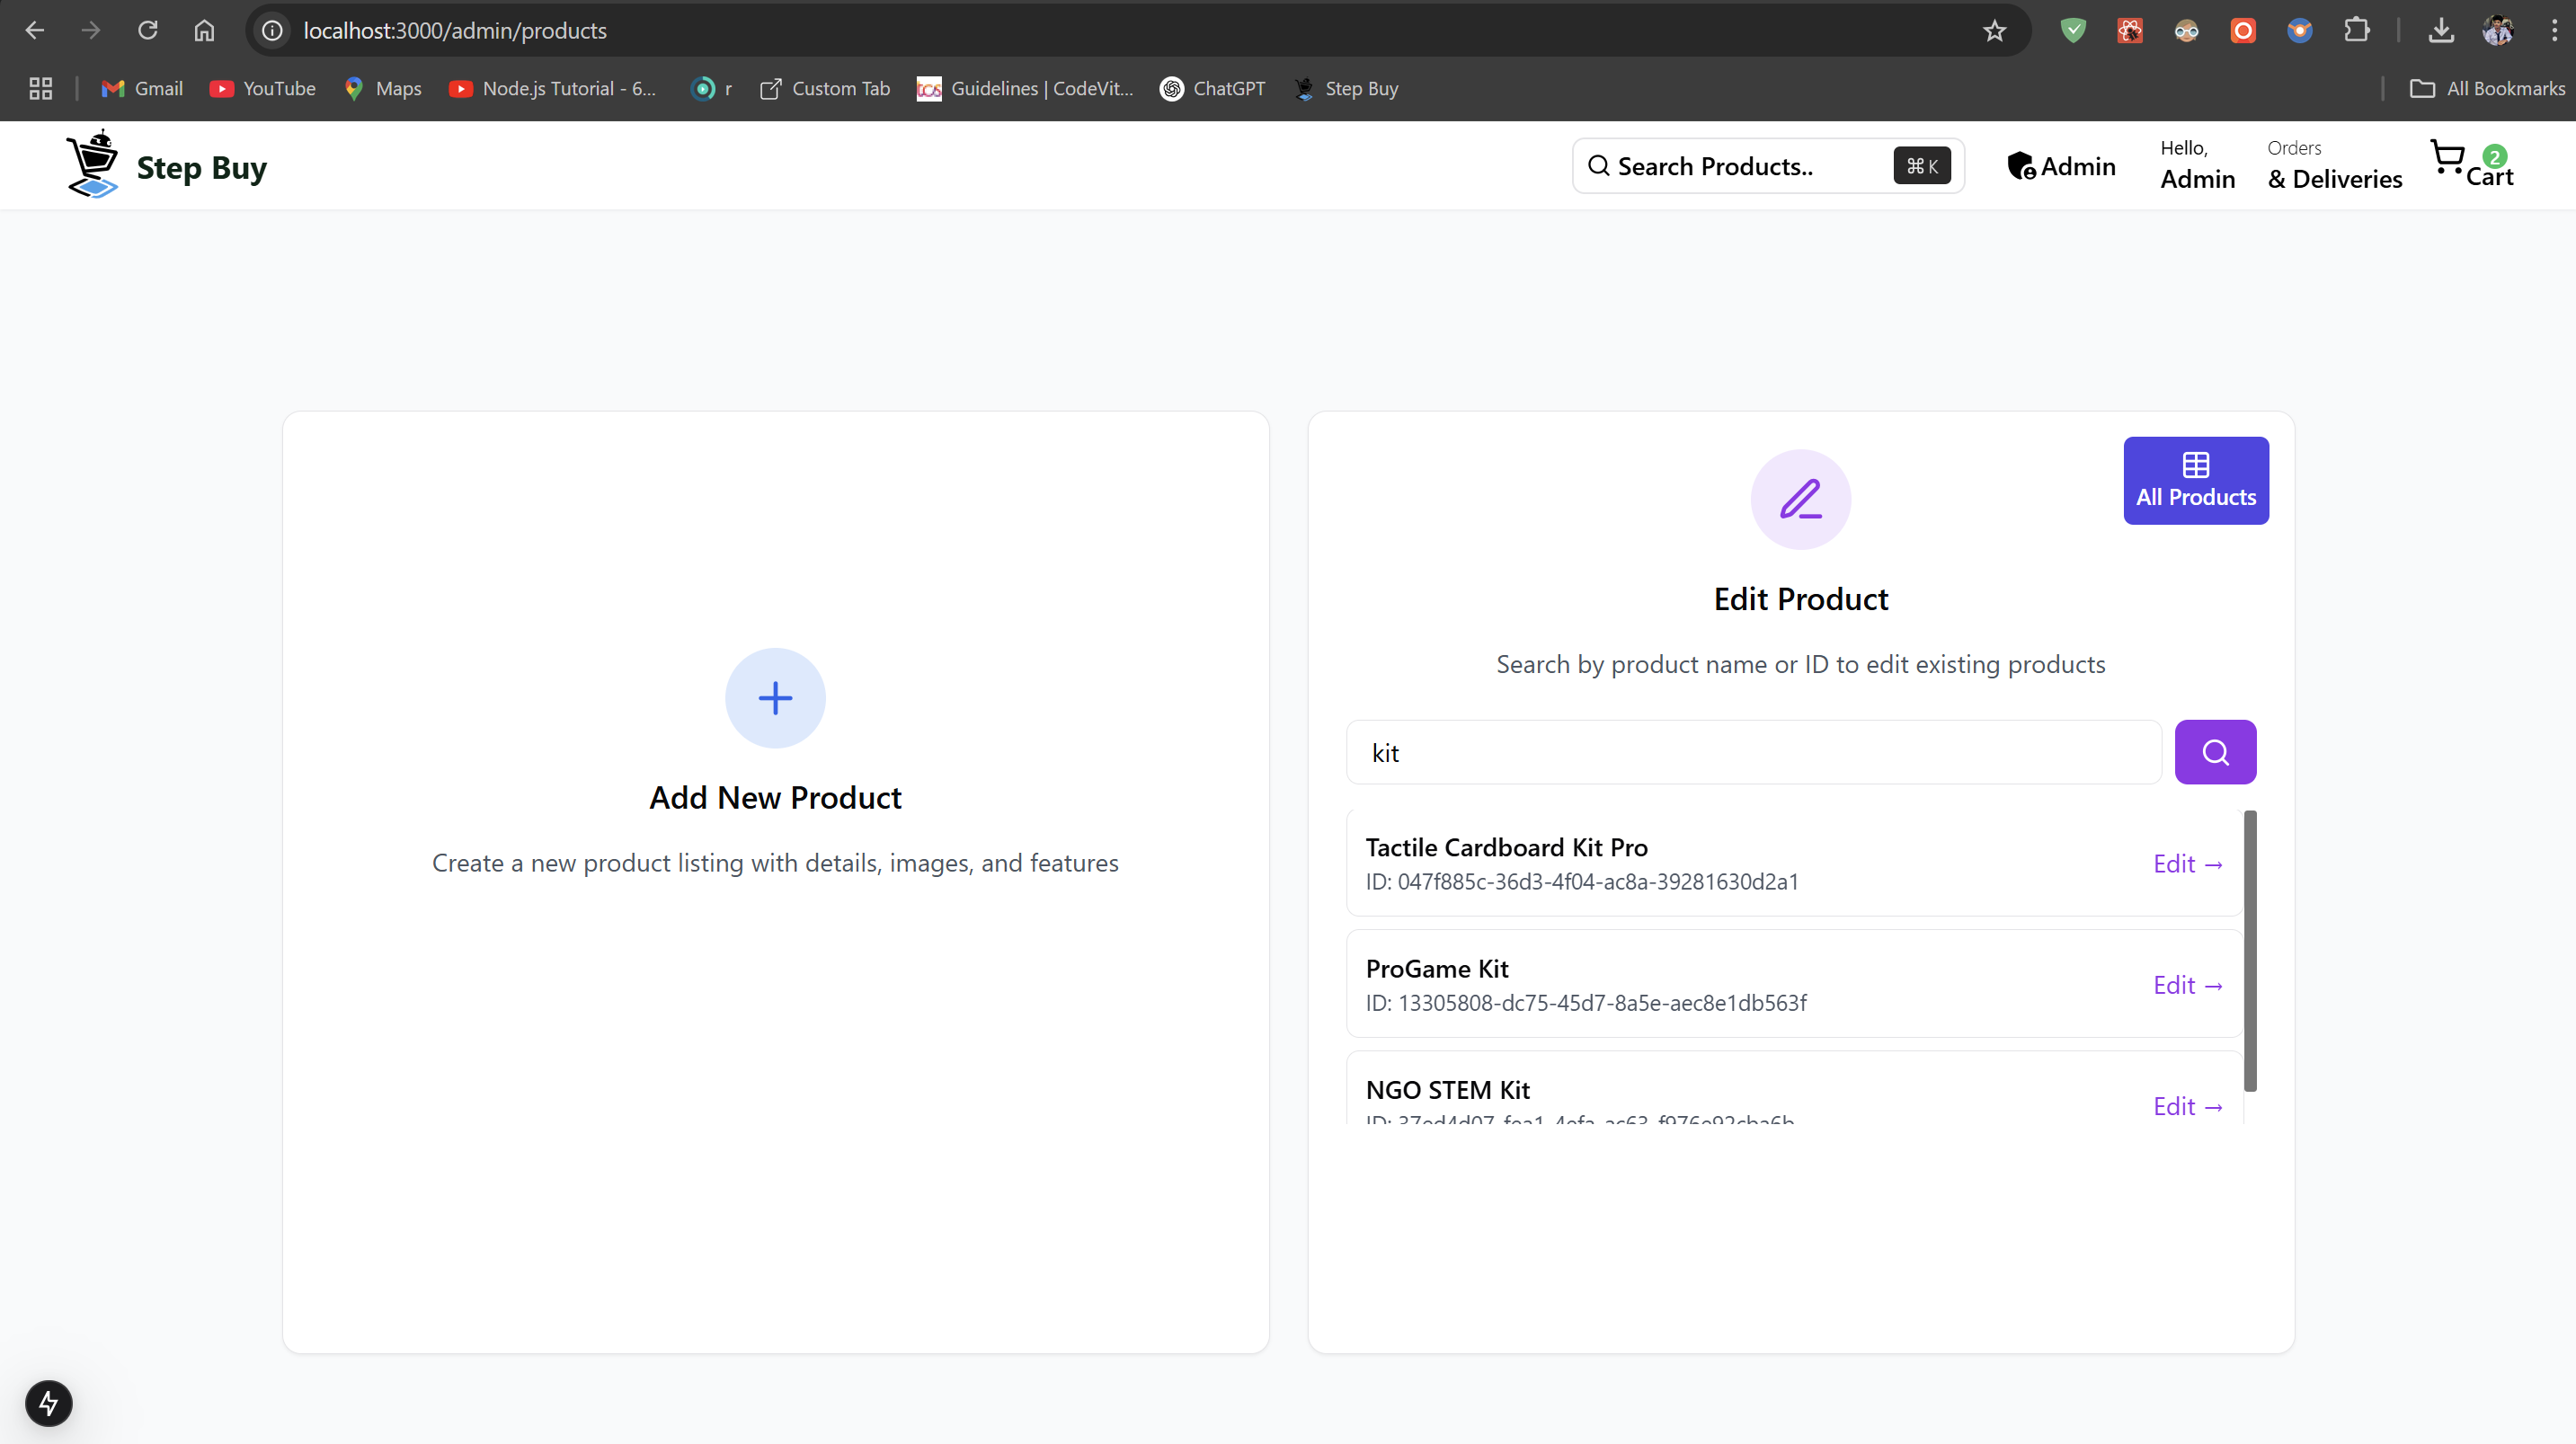 localhost:3000/admin/products
Gmail
YouTube
Maps
Node.js Tutorial - 6...
r
Custom Tab
tcs
Guidelines | CodeVit...
ChatGPT
Step Buy
All Bookmarks
Step Buy
Search Products..
⌘ K
Admin
Hello,
Admin
Orders
& Deliveries
2
Cart
Add New Product
Create a new product listing with details, images, and features
All Products
Edit Product
Search by product name or ID to edit existing products
kit
Tactile Cardboard Kit Pro
ID: 047f885c-36d3-4f04-ac8a-39281630d2a1
Edit →
ProGame Kit
ID: 13305808-dc75-45d7-8a5e-aec8e1db563f
Edit →
NGO STEM Kit
ID:
Edit →